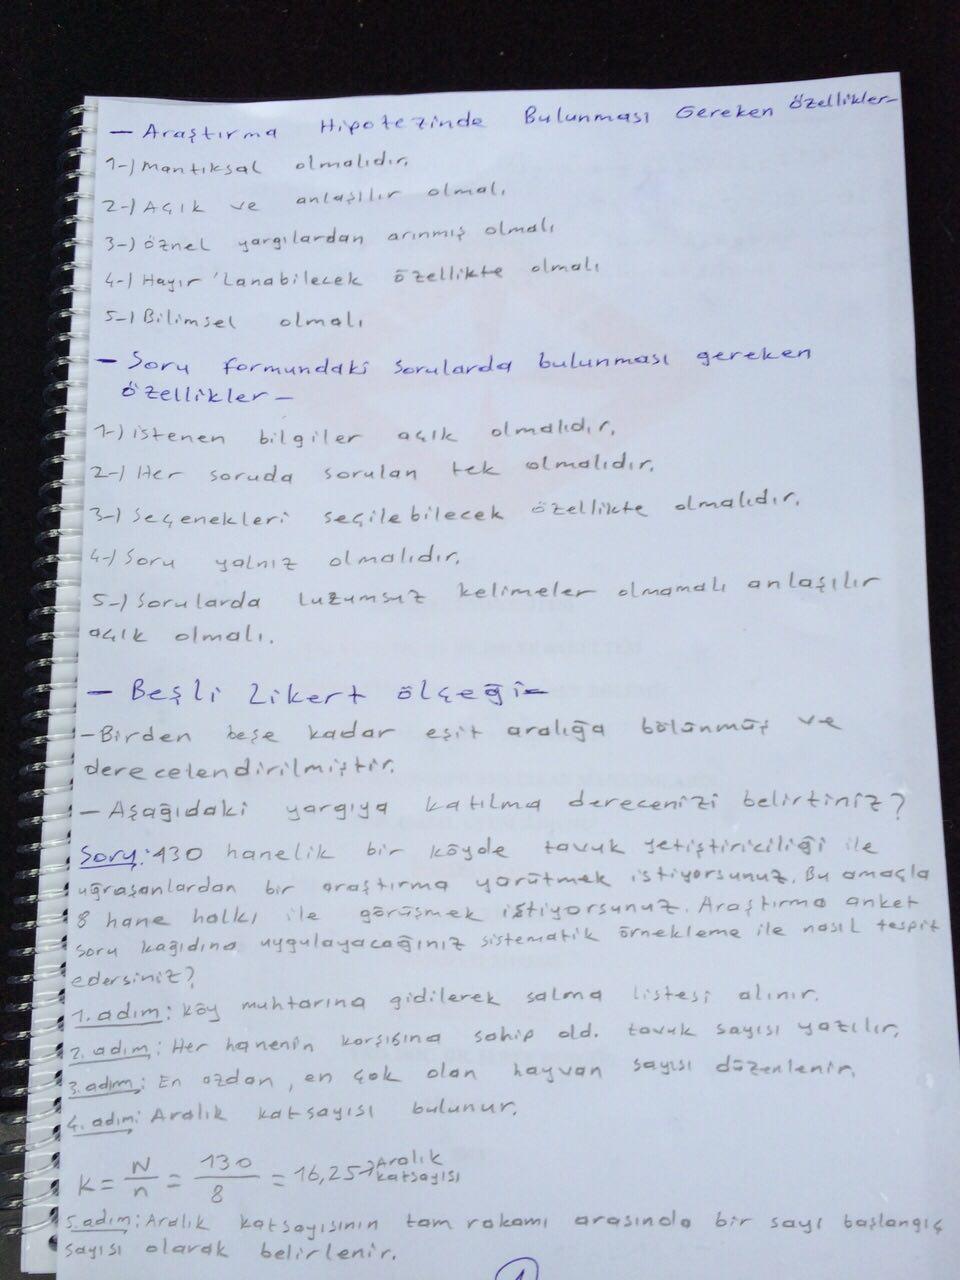 - Araştırma Hipotezinde Bulunması Gereken Özellikler-
1-) Mantıksal olmalıdır.
2-) Açık ve anlaşılır olmalı
3-) öznel yargılardan arınmış olmalı
4-) Hayır'lanabilecek özellikte olmalı
5-) Bilimsel olmalı
- Soru formundaki sorularda bulunması gereken
özellikler -
1-) istenen bilgiler açık olmalıdır.
2-) Her soruda sorulan tek olmalıdır.
3-) Seçenekleri seçilebilecek özellikte olmalıdır.
4-) Soru yalnız olmalıdır.
5-) Sorularda luzumsuz kelimeler olmamalı anlaşılır
açık olmalı.
- Beşli Likert ölçeği-
- Birden beşe kadar eşit aralığa bölünmüş ve
derecelendirilmiştir.
- Aşağıdaki yargıya katılma derecenizi belirtiniz?
Soru: 130 hanelik bir köyde tavuk yetiştiriciliği ile
uğraşanlardan bir araştırma yürütmek istiyorsunuz. Bu amaçla
8 hane halkı ile görüşmek istiyorsunuz. Araştırma anket
soru kağıdına uygulayacağınız sistematik örnekleme ile nasıl tespit
edersiniz?
1. adım: köy muhtarına gidilerek salma listesi alınır.
2. adım: Her hanenin karşısına sahip old. tavuk sayısı yazılır.
3. adım: En azdan, en çok olan hayvan sayısı düzenlenir.
4. adım: Aralık katsayısı bulunur.
k = N/n = 130/8 = 16,25 → Aralık katsayısı
5. adım: Aralık katsayısının tam rakamı arasında bir sayı başlangıç
sayısı olarak belirlenir.
1